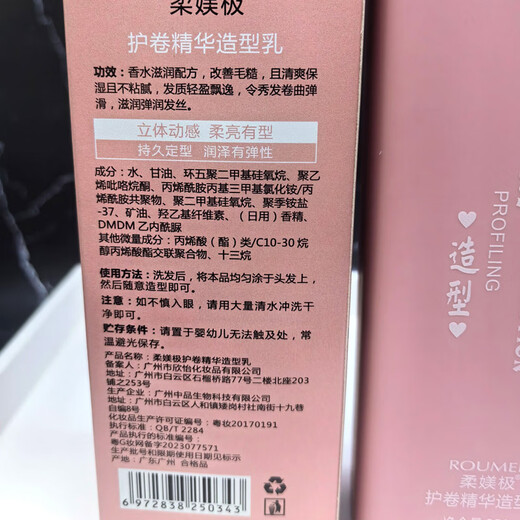 柔媄极
护卷精华造型乳
功效：香水滋润配方，改善毛糙，且清爽保
湿且不粘腻，发质轻盈飘逸，令秀发卷曲弹
滑，滋润弹润发丝。
立体动感 柔亮有型
持久定型 润泽有弹性
成分：水、甘油、环五聚二甲基硅氧烷、聚乙
烯吡咯烷酮、丙烯酰胺丙基三甲基氯化铵/丙
烯酰胺共聚物、聚二甲基硅氧烷、聚季铵盐
-37、矿油、羟乙基纤维素、（日用）香精、
DMDM 乙内酰脲
其他微量成分：丙烯酸（酯）类/C10-30 烷
醇丙烯酸酯交联聚合物、十三烷
使用方法：洗发后，将本品均匀涂于头发上，
然后随意造型即可。
注意：如不慎入眼，请用大量清水冲洗干
净即可。
贮存条件：请置于婴幼儿无法触及处，常
温避光保存。
产品名称：柔媄极护卷精华造型乳
备案人：广州市欣怡化妆品有限公司
地址：广州市白云区石榴桥路77号二楼北座203
铺之253号
生产企业：广州中品生物科技有限公司
地址：广州市白云区人和镇矮岗村社南街十九巷
自编8号
化妆品生产许可证编号：粤妆20170191
执行标准：QB/T 2284
产品执行的标准编号：
粤G妆网备字2023077571
生产批号和限期使用日期见标示
产地：广东广州 合格品
6 972838 250343
PROFILING
造型
ROUME
柔媄极
护卷精华造型